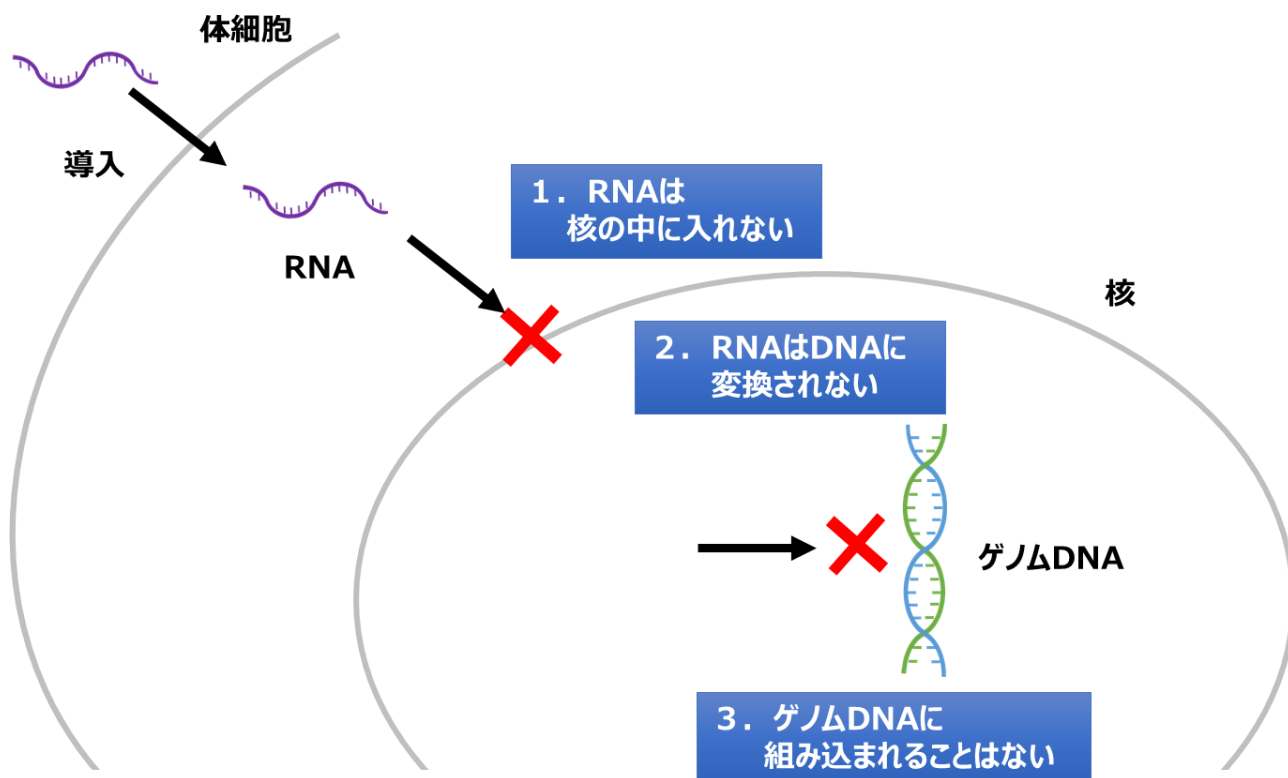 体細胞
導入
RNA
1. RNAは
核の中に入れない
核
2. RNAはDNAに
変換されない
ゲノムDNA
3. ゲノムDNAに
組み込まれることはない